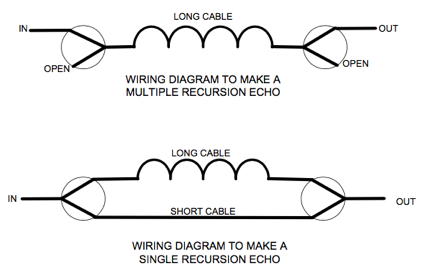 LONG CABLE
IN
OUT
OPEN
OPEN
WIRING DIAGRAM TO MAKE A
MULTIPLE RECURSION ECHO
LONG CABLE
IN
OUT
SHORT CABLE
WIRING DIAGRAM TO MAKE A
SINGLE RECURSION ECHO